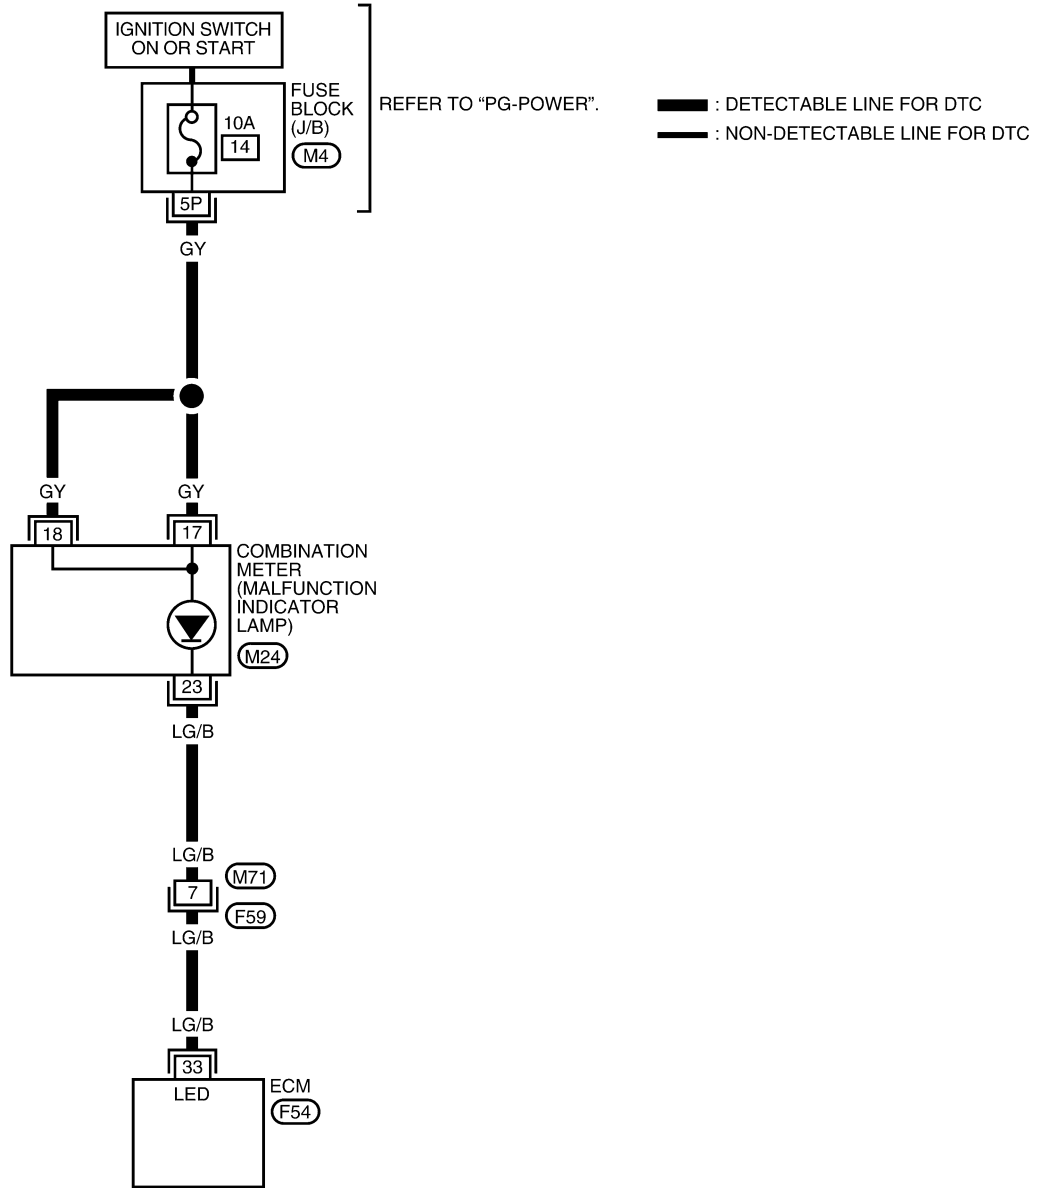 IGNITION SWITCH
ON OR START
FUSE
BLOCK
(J/B)
10A
14
M4
REFER TO “PG-POWER”.
: DETECTABLE LINE FOR DTC
: NON-DETECTABLE LINE FOR DTC
5P
GY
GY
GY
18
17
COMBINATION
METER
(MALFUNCTION
INDICATOR
LAMP)
M24
23
LG/B
LG/B
M71
7
F59
LG/B
LG/B
33
LED
ECM
F54